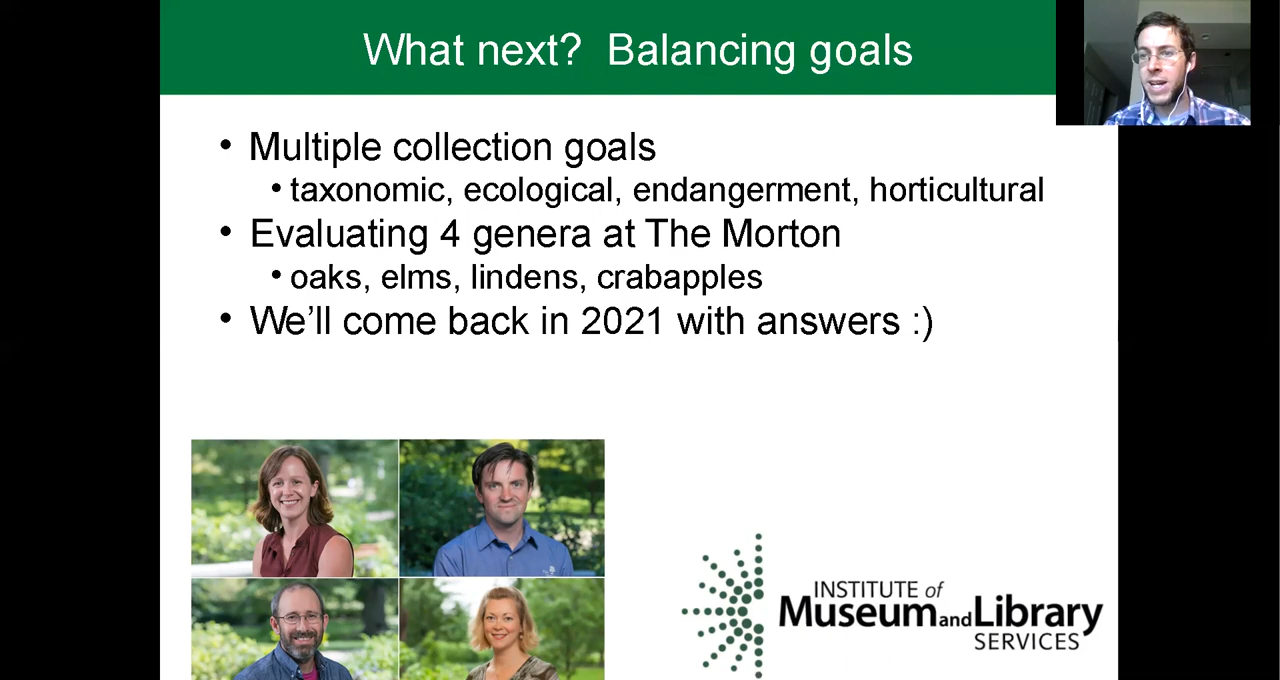 What next?  Balancing goals
• Multiple collection goals
• taxonomic, ecological, endangerment, horticultural
• Evaluating 4 genera at The Morton
• oaks, elms, lindens, crabapples
• We'll come back in 2021 with answers :)
INSTITUTE of
Museum and Library
SERVICES